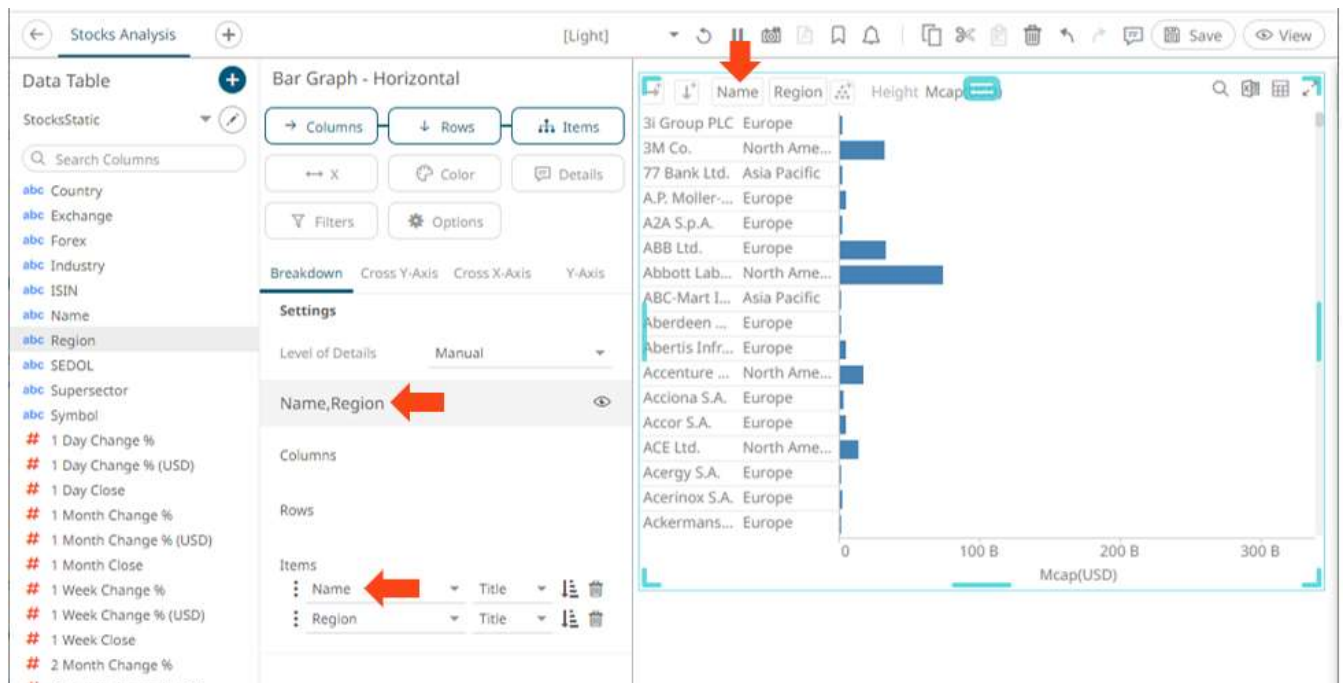 Stocks Analysis
[Light]
Save
View
Data Table
StocksStatic
Search Columns
abc Country
abc Exchange
abc Forex
abc Industry
abc ISIN
abc Name
abc Region
abc SEDOL
abc Supersector
abc Symbol
# 1 Day Change %
# 1 Day Change % (USD)
# 1 Day Close
# 1 Month Change %
# 1 Month Change % (USD)
# 1 Month Close
# 1 Week Change %
# 1 Week Change % (USD)
# 1 Week Close
# 2 Month Change %
Bar Graph - Horizontal
Columns Rows Items
X Color Details
Filters Options
Breakdown Cross Y-Axis Cross X-Axis Y-Axis
Settings
Level of Details Manual
Name,Region
Columns
Rows
Items
Name Title
Region Title
Name Region Height Mcap
3i Group PLC Europe
3M Co. North Ame...
77 Bank Ltd. Asia Pacific
A.P. Moller-... Europe
A2A S.p.A. Europe
ABB Ltd. Europe
Abbott Lab... North Ame...
ABC-Mart I... Asia Pacific
Aberdeen ... Europe
Abertis Infr... Europe
Accenture ... North Ame...
Acciona S.A. Europe
Accor S.A. Europe
ACE Ltd. North Ame...
Acergy S.A. Europe
Acerinox S.A. Europe
Ackermans... Europe
0 100 B 200 B 300 B
Mcap(USD)